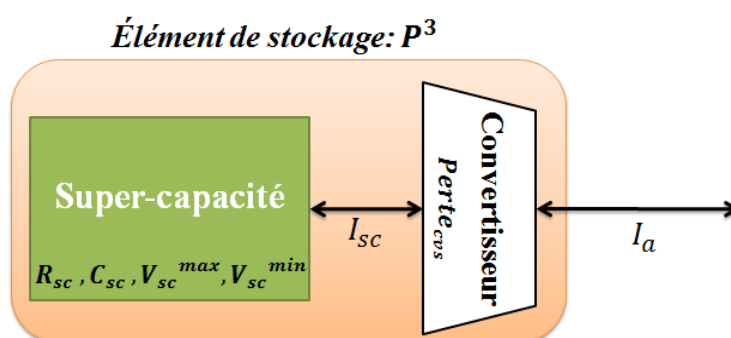 Élément de stockage: P³
Super-capacité
R_sc , C_sc , V_sc^max , V_sc^min
I_sc
Convertisseur
Perte_cvs
I_a